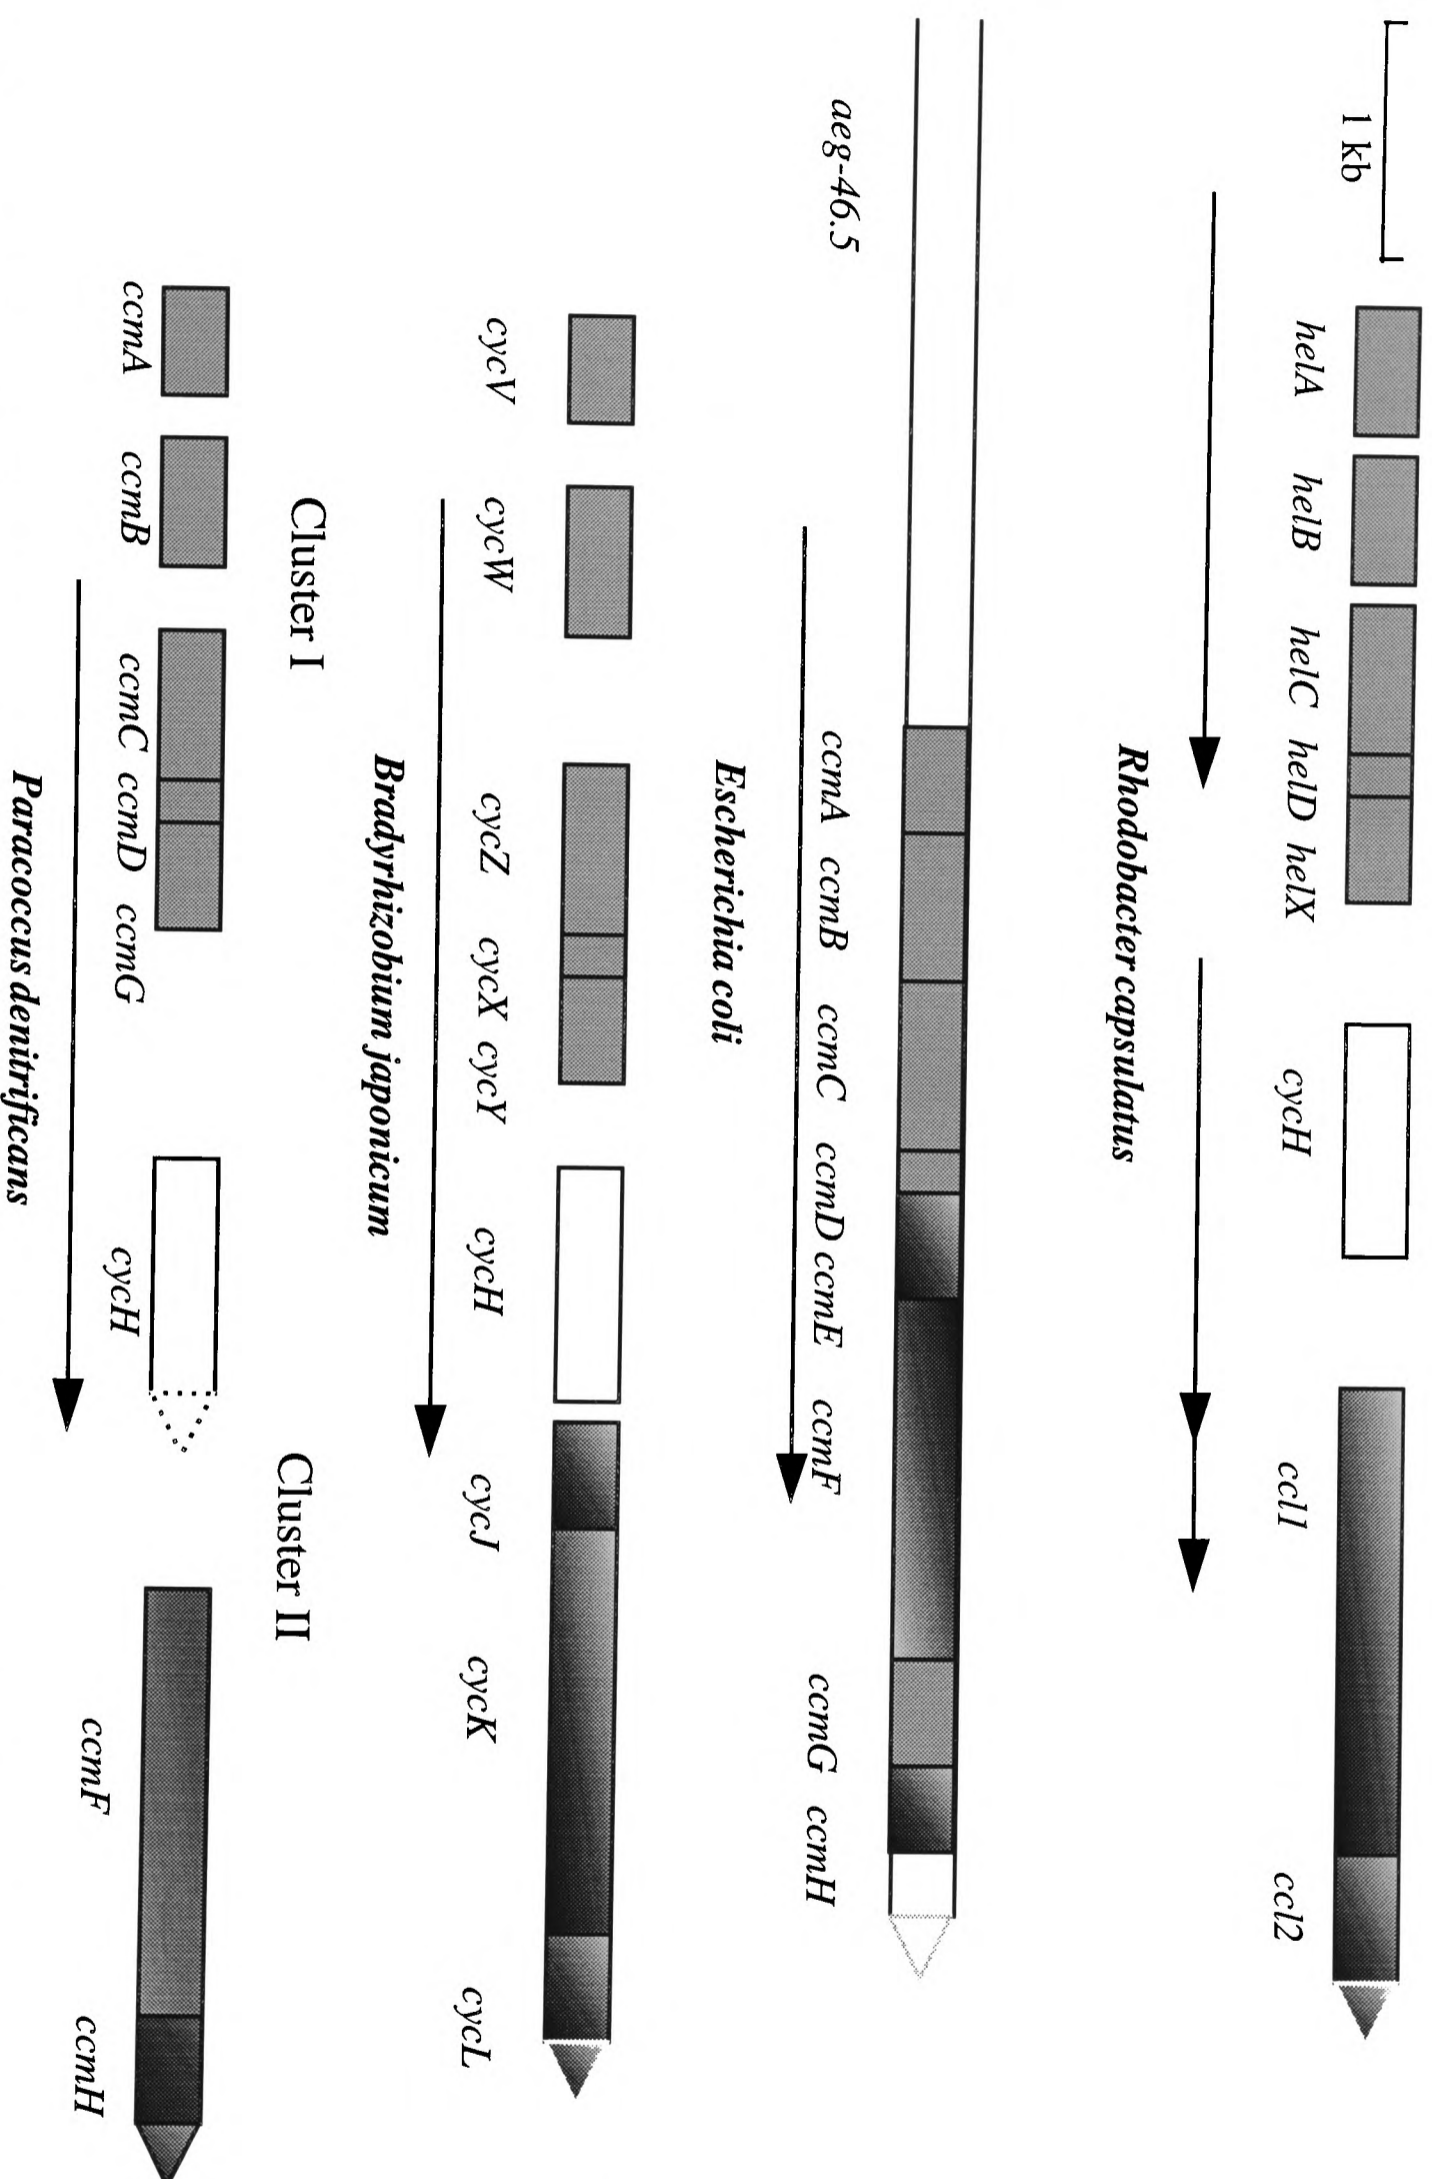 1 kb
helA helB helC helD helX cycH ccl1 ccl2
Rhodobacter capsulatus
aeg-46.5 ccmA ccmB ccmC ccmD ccmE ccmF ccmG ccmH
Escherichia coli
cycV cycW cycZ cycX cycY cycH cycJ cycK cycL
Bradyrhizobium japonicum
Cluster I Cluster II
ccmA ccmB ccmC ccmD ccmG cycH ccmF ccmH
Paracoccus denitrificans